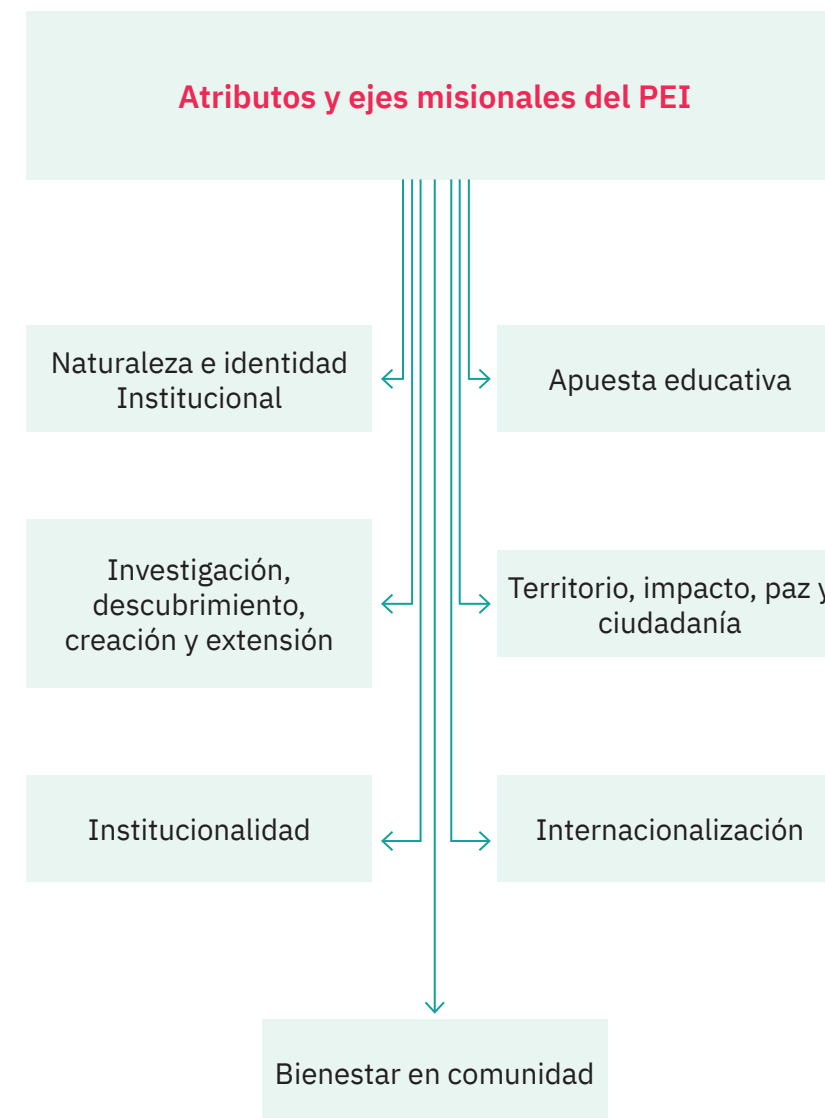 Atributos y ejes misionales del PEI
Naturaleza e identidad
Institucional
Apuesta educativa
Investigación,
descubrimiento,
creación y extensión
Territorio, impacto, paz y
ciudadanía
Institucionalidad
Internacionalización
Bienestar en comunidad